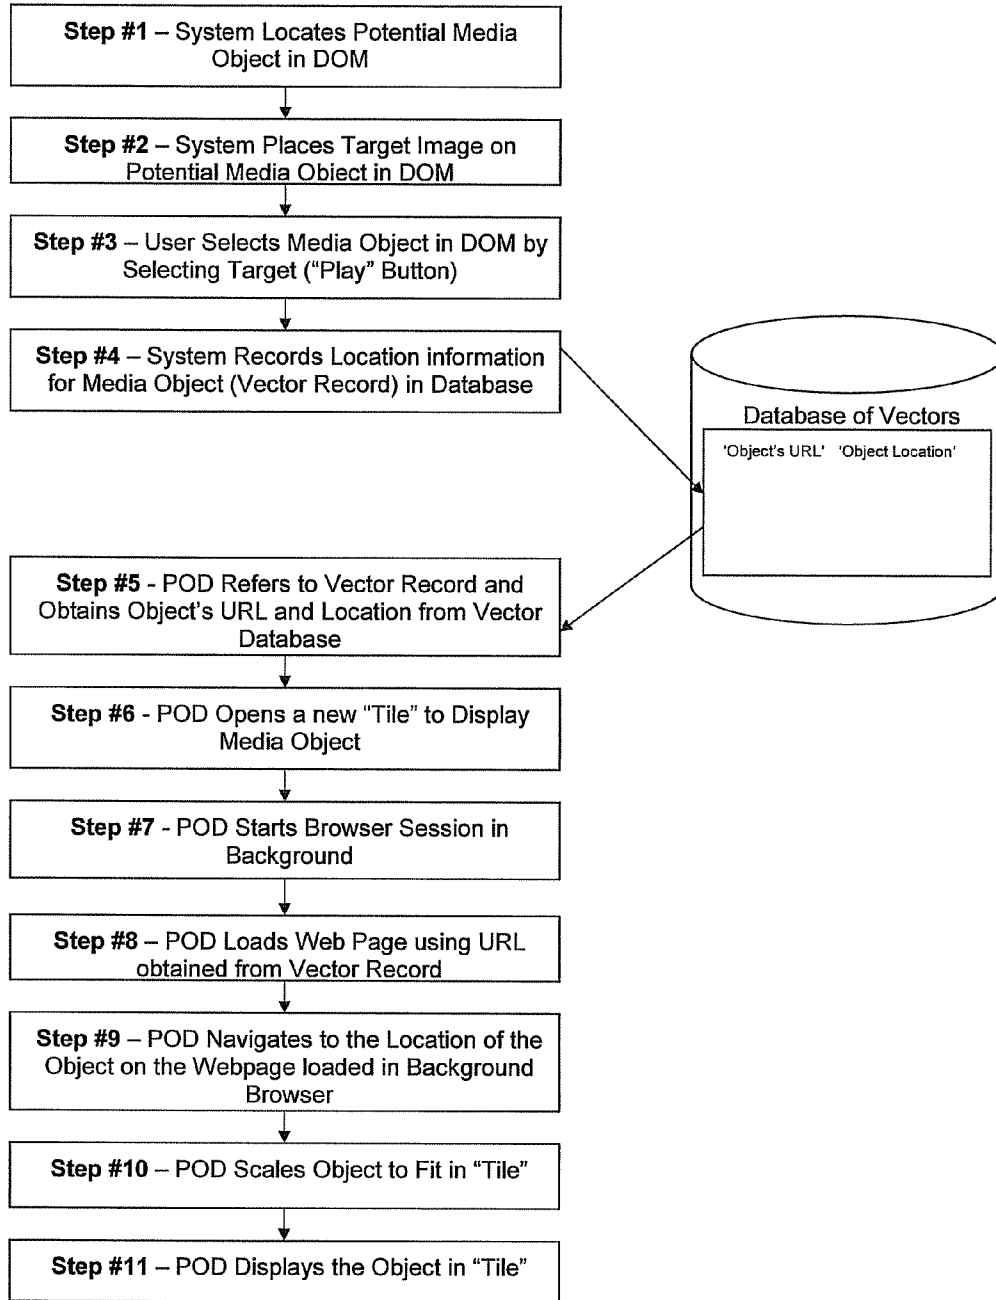 Step #1 – System Locates Potential Media
Object in DOM
Step #2 – System Places Target Image on
Potential Media Object in DOM
Step #3 – User Selects Media Object in DOM by
Selecting Target (“Play” Button)
Step #4 – System Records Location information
for Media Object (Vector Record) in Database
Database of Vectors
'Object's URL' 'Object Location'
Step #5 - POD Refers to Vector Record and
Obtains Object's URL and Location from Vector
Database
Step #6 - POD Opens a new “Tile” to Display
Media Object
Step #7 - POD Starts Browser Session in
Background
Step #8 – POD Loads Web Page using URL
obtained from Vector Record
Step #9 – POD Navigates to the Location of the
Object on the Webpage loaded in Background
Browser
Step #10 – POD Scales Object to Fit in “Tile”
Step #11 – POD Displays the Object in “Tile”